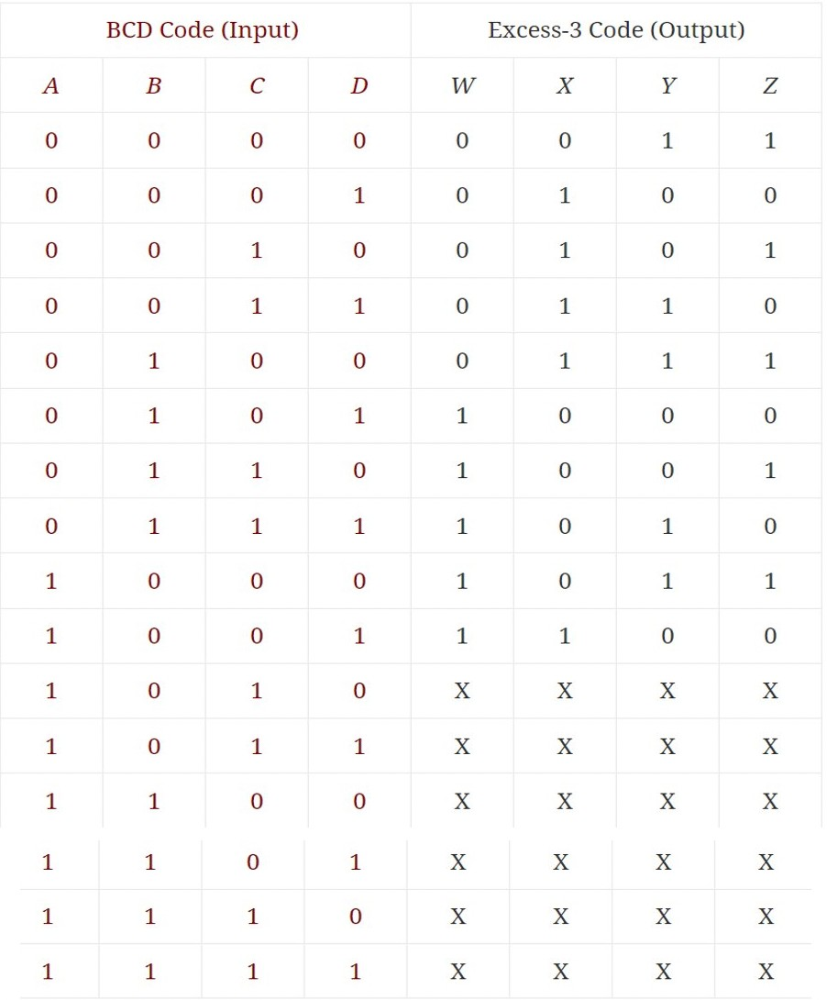 BCD Code (Input) Excess-3 Code (Output)
A B C D W X Y Z
0 0 0 0 0 0 1 1
0 0 0 1 0 1 0 0
0 0 1 0 0 1 0 1
0 0 1 1 0 1 1 0
0 1 0 0 0 1 1 1
0 1 0 1 1 0 0 0
0 1 1 0 1 0 0 1
0 1 1 1 1 0 1 0
1 0 0 0 1 0 1 1
1 0 0 1 1 1 0 0
1 0 1 0 X X X X
1 0 1 1 X X X X
1 1 0 0 X X X X
1 1 0 1 X X X X
1 1 1 0 X X X X
1 1 1 1 X X X X